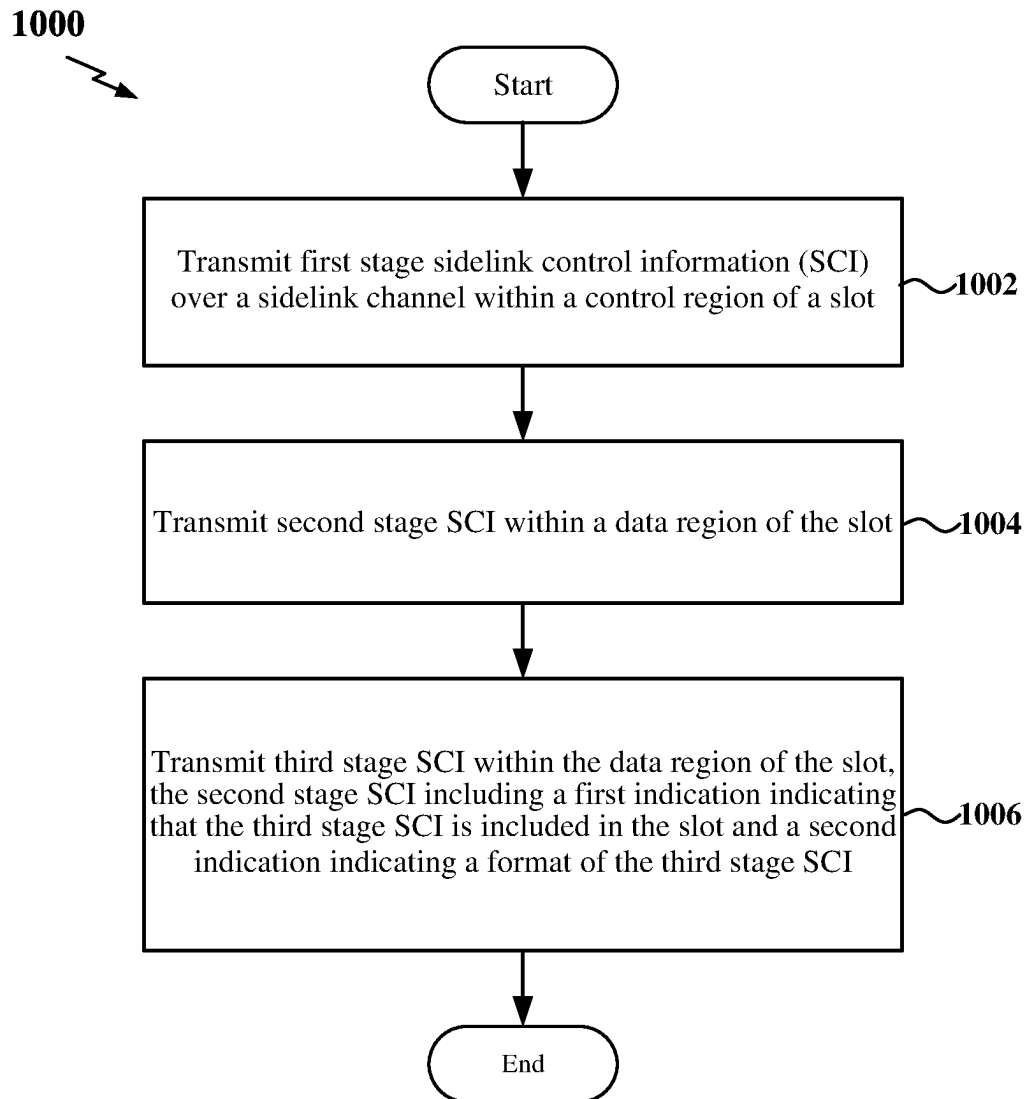 1000
Start
Transmit first stage sidelink control information (SCI)
over a sidelink channel within a control region of a slot
1002
Transmit second stage SCI within a data region of the slot
1004
Transmit third stage SCI within the data region of the slot,
the second stage SCI including a first indication indicating
that the third stage SCI is included in the slot and a second
indication indicating a format of the third stage SCI
1006
End